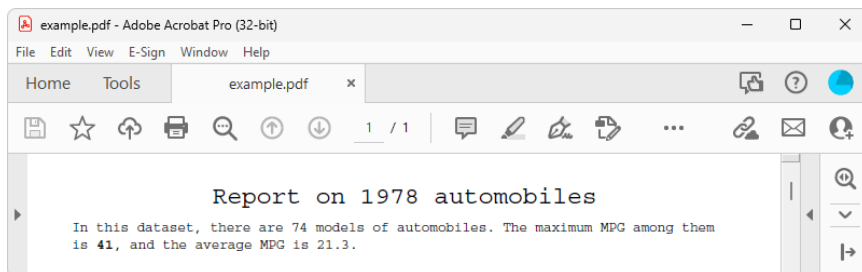 example.pdf - Adobe Acrobat Pro (32-bit)
File Edit View E-Sign Window Help
Home Tools example.pdf ×
1 / 1
Report on 1978 automobiles
In this dataset, there are 74 models of automobiles. The maximum MPG among them
is 41, and the average MPG is 21.3.